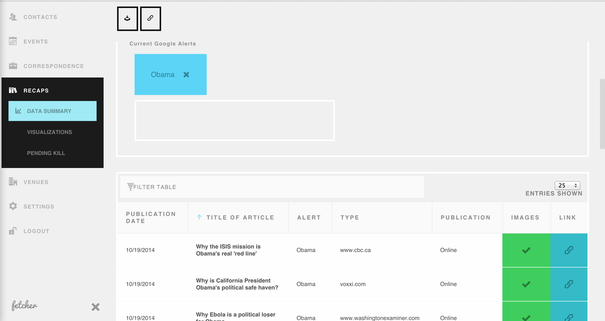 CONTACTS
EVENTS
CORRESPONDENCE
RECAPS
DATA SUMMARY
VISUALIZATIONS
PENDING KILL
VENUES
SETTINGS
LOGOUT
fetcher
Current Google Alerts
Obama
FILTER TABLE
25
ENTRIES SHOWN
PUBLICATION DATE
TITLE OF ARTICLE
ALERT
TYPE
PUBLICATION
IMAGES
LINK
10/19/2014
Why the ISIS mission is
Obama's real 'red line'
Obama
www.cbc.ca
Online
10/19/2014
Why is California President
Obama's political safe haven?
Obama
voxxi.com
Online
10/19/2014
Why Ebola is a political loser
for Obama
Obama
www.washingtonexaminer.com
Online